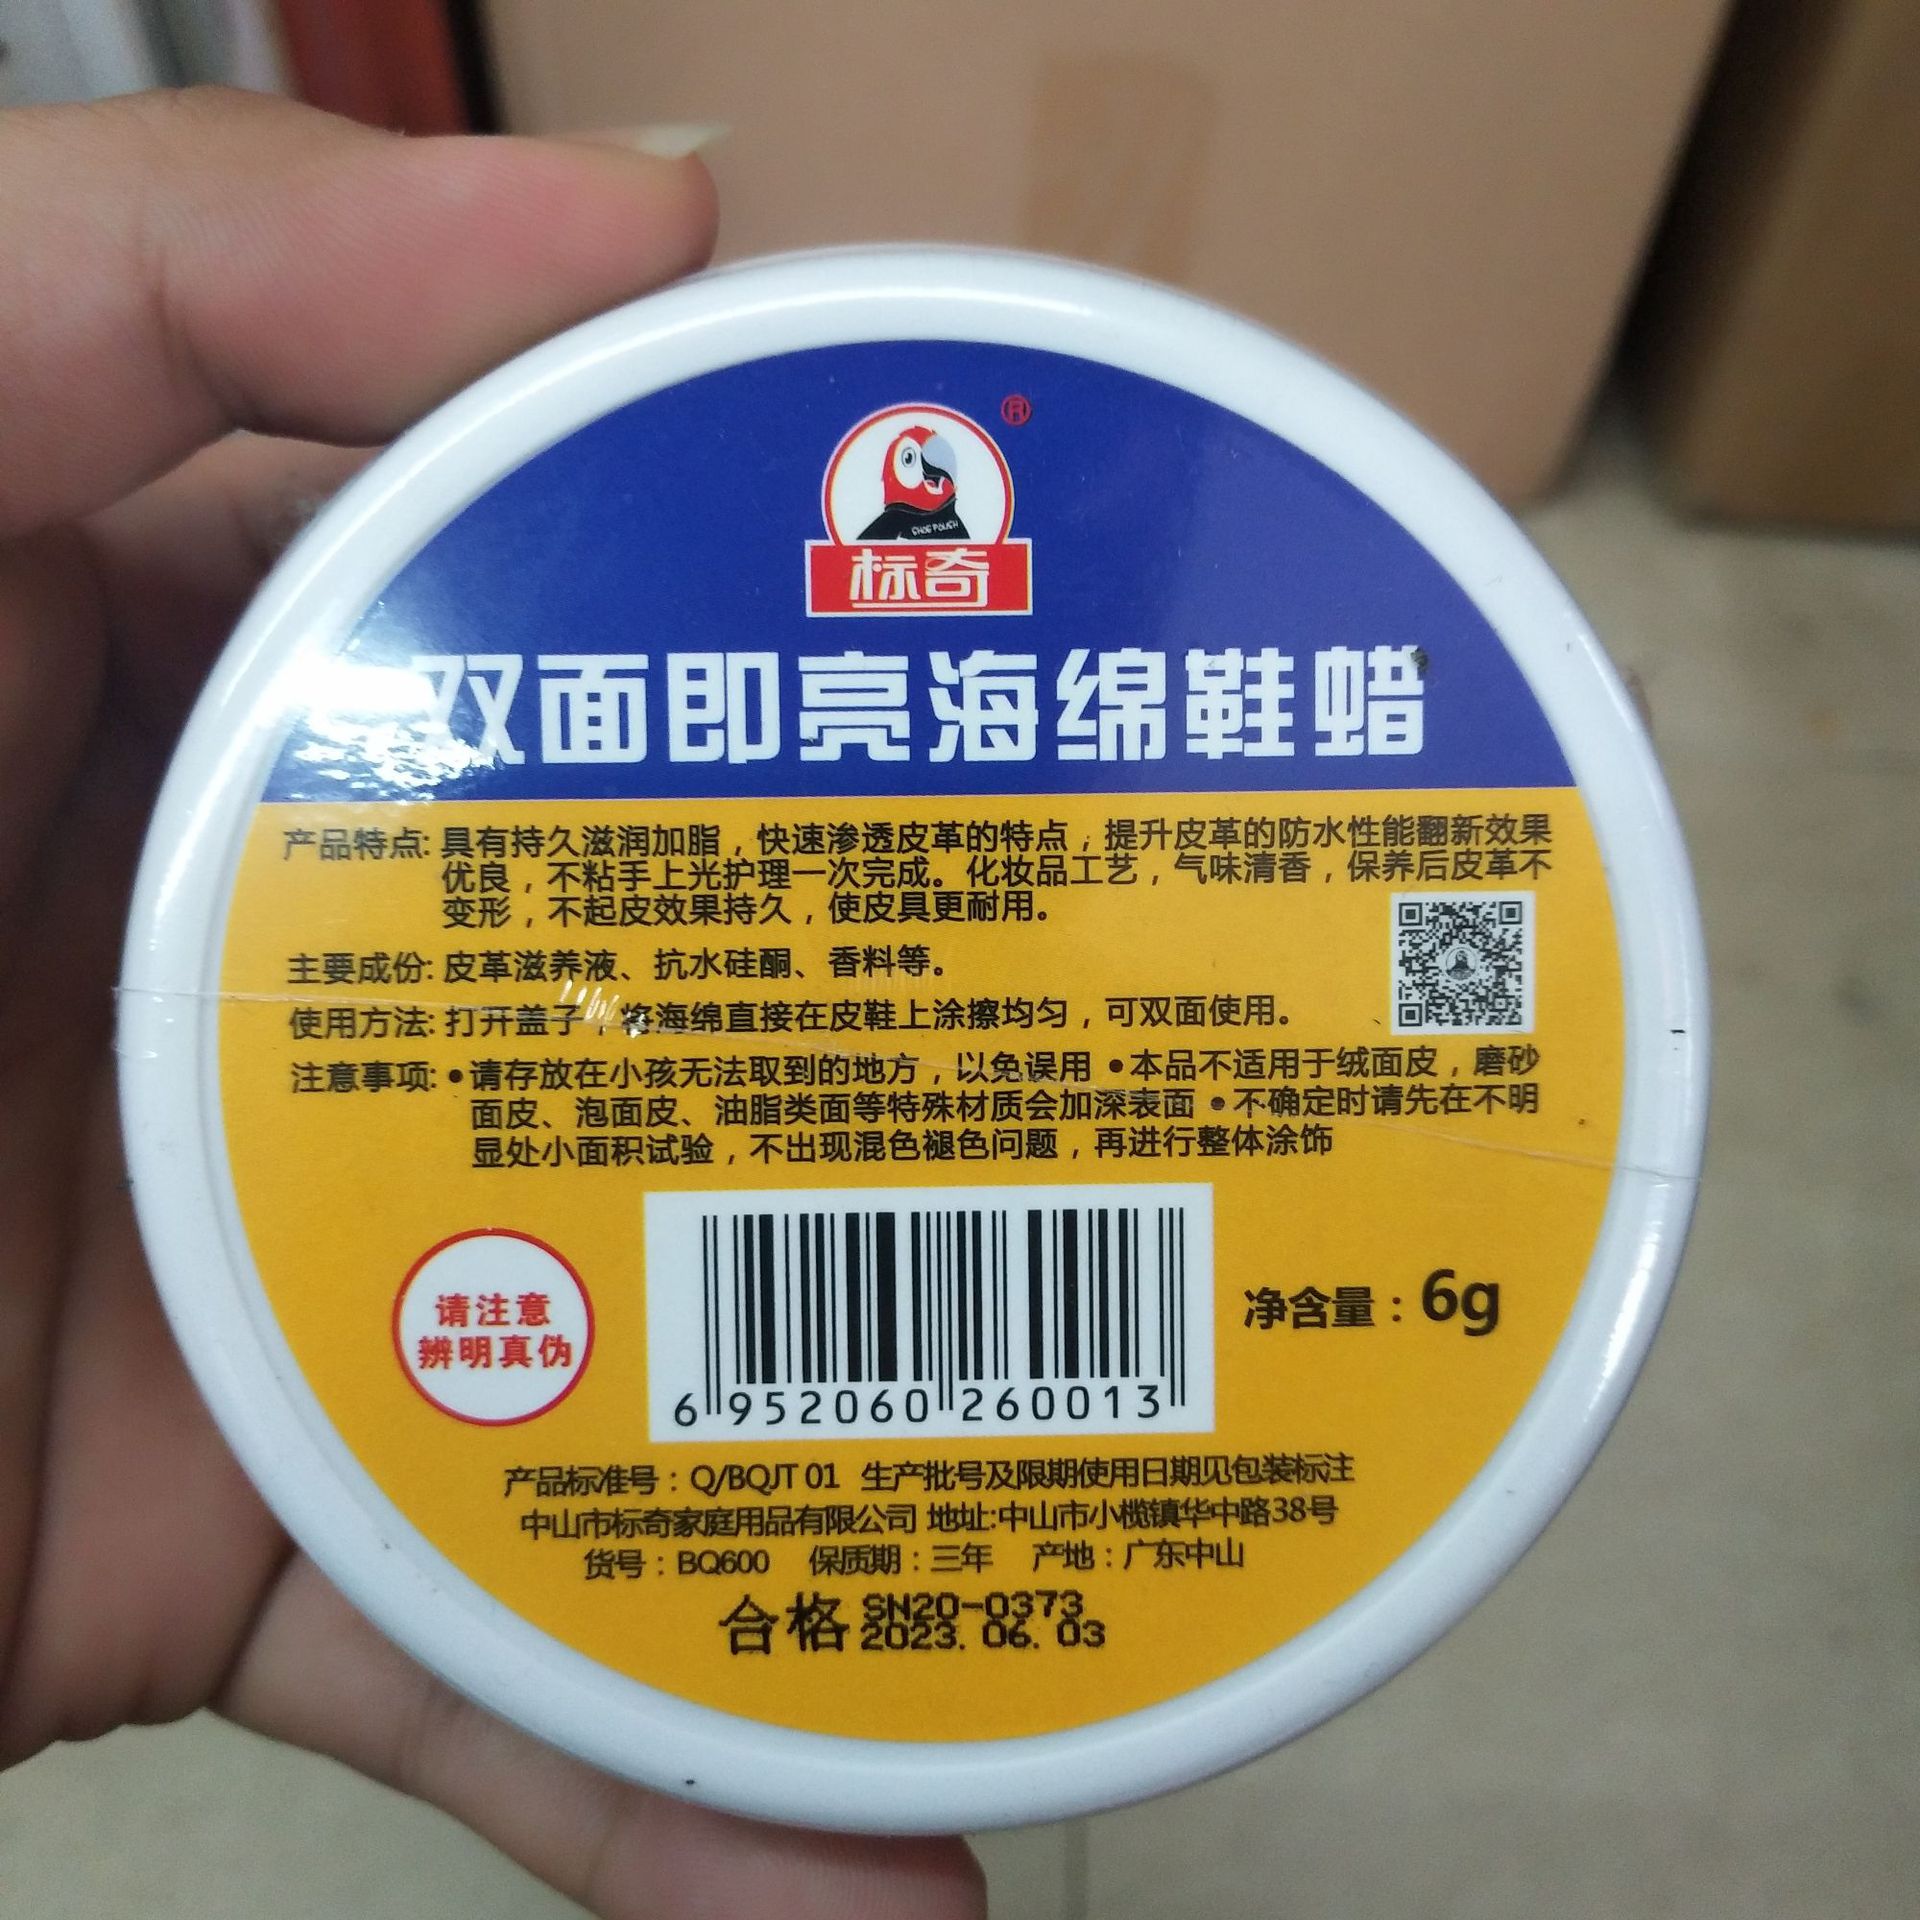 ®
SHOE POLISH
标奇
双面即亮海绵鞋蜡
产品特点: 具有持久滋润加脂，快速渗透皮革的特点，提升皮革的防水性能翻新效果
优良，不粘手上光护理一次完成。化妆品工艺，气味清香，保养后皮革不
变形，不起皮效果持久，使皮具更耐用。
主要成份: 皮革滋养液、抗水硅酮、香料等。
使用方法: 打开盖子，将海绵直接在皮鞋上涂擦均匀，可双面使用。
注意事项: •请存放在小孩无法取到的地方，以免误用 •本品不适用于绒面皮，磨砂
面皮、泡面皮、油脂类面等特殊材质会加深表面 •不确定时请先在不明
显处小面积试验，不出现混色褪色问题，再进行整体涂饰
请注意
辨明真伪
6 952060 260013
净含量：6g
产品标准号：Q/BQJT 01 生产批号及限期使用日期见包装标注
中山市标奇家庭用品有限公司 地址:中山市小榄镇华中路38号
货号：BQ600 保质期：三年 产地：广东中山
合格 SN20-0373
2023. 06. 03